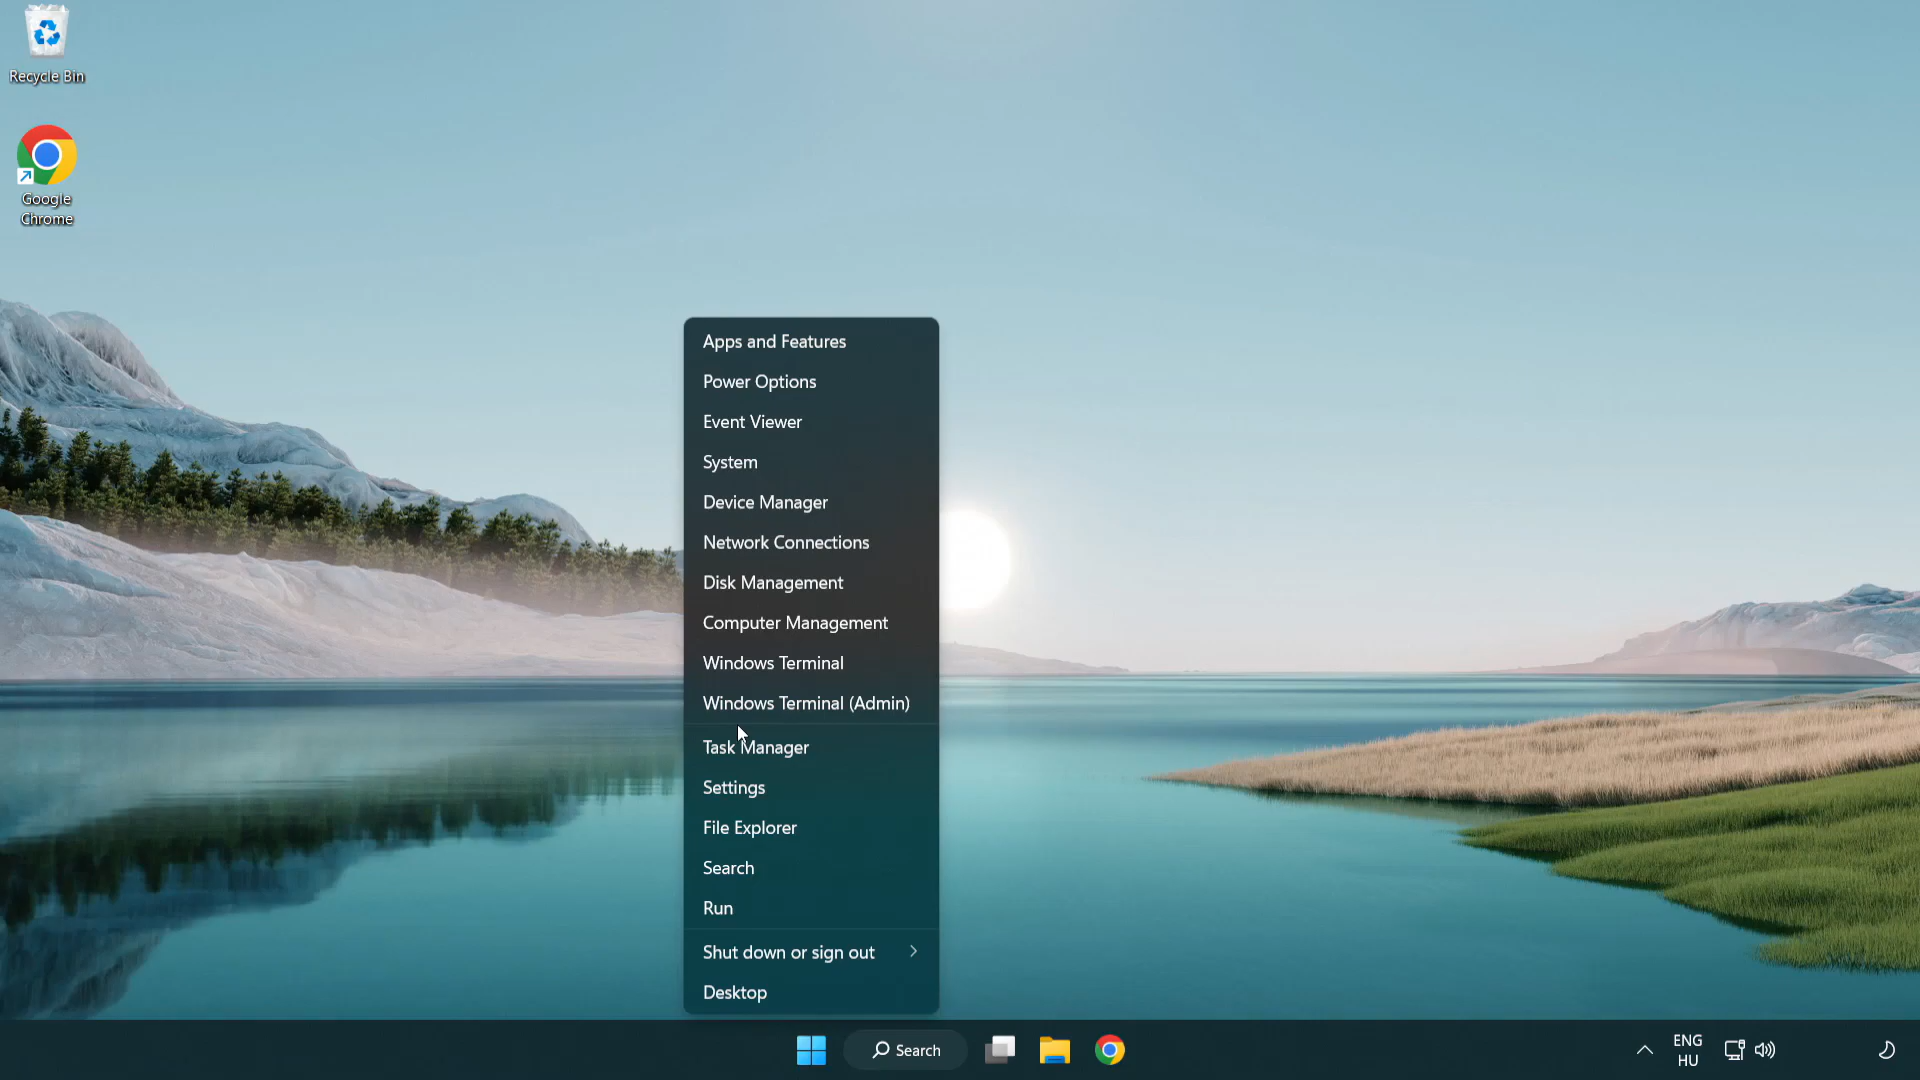 Recycle Bin
Google
Chrome
Apps and Features
Power Options
Event Viewer
System
Device Manager
Network Connections
Disk Management
Computer Management
Windows Terminal
Windows Terminal (Admin)
Task Manager
Settings
File Explorer
Search
Run
Shut down or sign out
Desktop
Search
ENG
HU